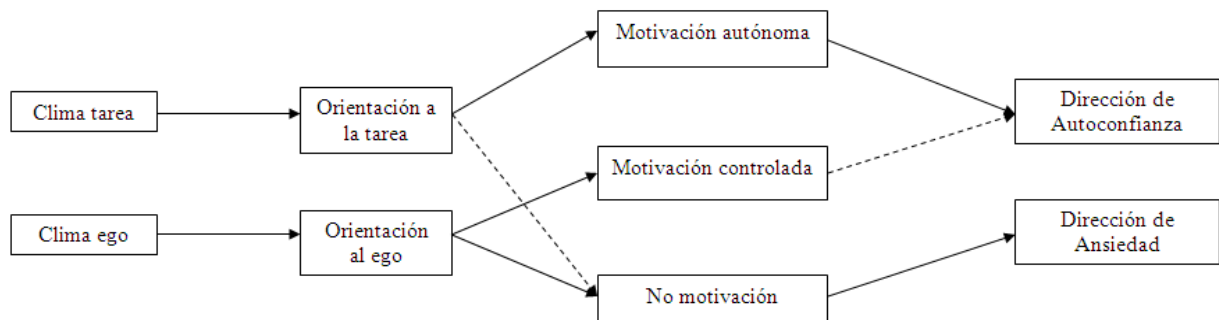 Motivación autónoma
Clima tarea
Orientación a
la tarea
Dirección de
Autoconfianza
Motivación controlada
Clima ego
Orientación
al ego
Dirección de
Ansiedad
No motivación